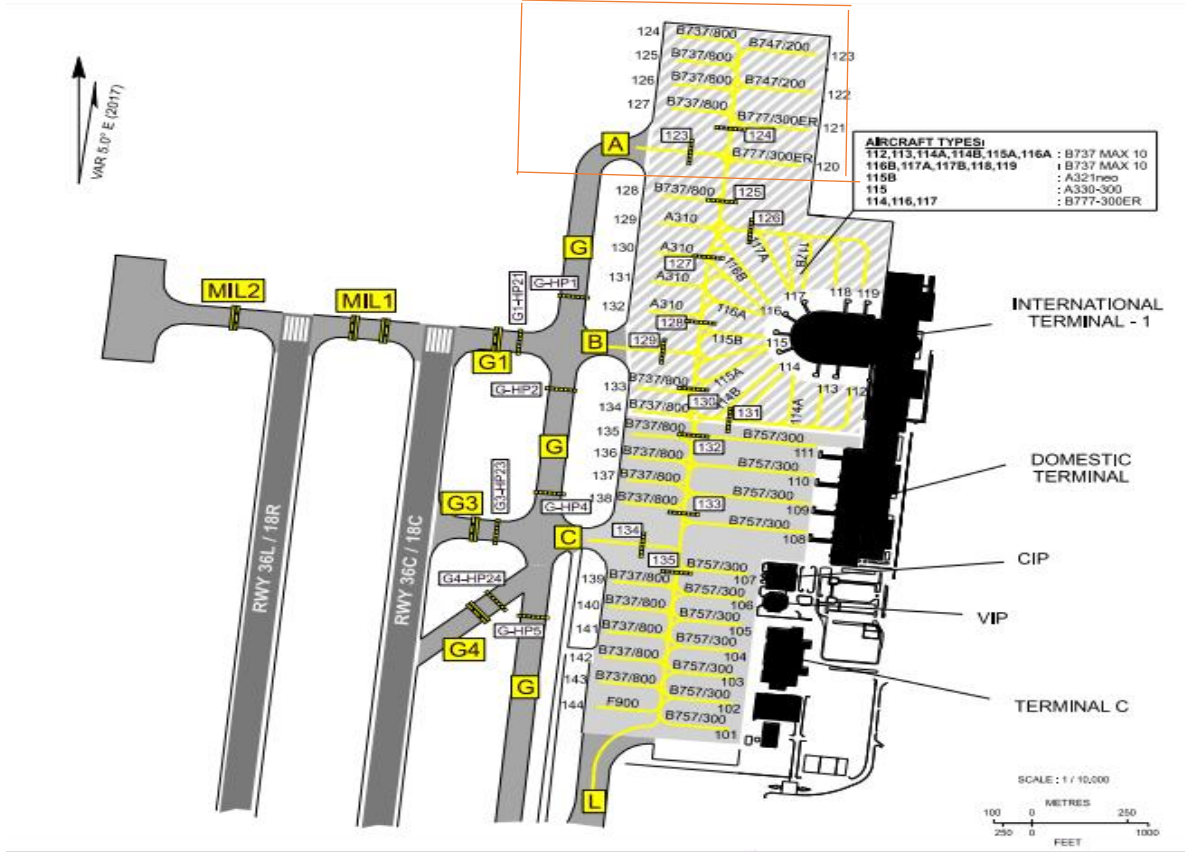 124
B737/800
B747/200
123
125
B737/800
126
B737/800
B747/200
122
127
B737/800
B777/300ER
121
123
124
A
B777/300ER
120
VAR 5.0° E (2017)
AIRCRAFT TYPES:
112,113,114A,114B,115A,116A : B737 MAX 10
116B,117A,117B,118,119 : B737 MAX 10
115B : A321neo
115 : A330-300
114,116,117 : B777-300ER
128
B737/800
125
129
A310
126
G
130
A310
127
117A
117B
116B
131
A310
G-HP1
G1-HP21
132
A310
116A
117
118
119
116
MIL2
MIL1
128
115B
115
G1
B
129
INTERNATIONAL
TERMINAL - 1
114
G-HP2
133
B737/800
115A
113
112
134
B737/800
130
114B
131
114A
135
B737/800
132
B757/300
111
G
136
B737/800
B757/300
110
137
B737/800
B757/300
109
DOMESTIC
TERMINAL
G3
G3-HP23
G-HP4
138
B737/800
133
B757/300
108
C
134
135
RWY 36L / 18R
RWY 36C / 18C
G4-HP24
139
B737/800
B757/300
107
CIP
140
B737/800
B757/300
106
VIP
G4
G-HP5
141
B737/800
B757/300
105
142
B737/800
B757/300
104
G
143
B737/800
B757/300
103
TERMINAL C
144
F900
B757/300
102
B757/300
101
L
SCALE : 1 / 10,000
METRES
100 0 250
250 0 1000
FEET